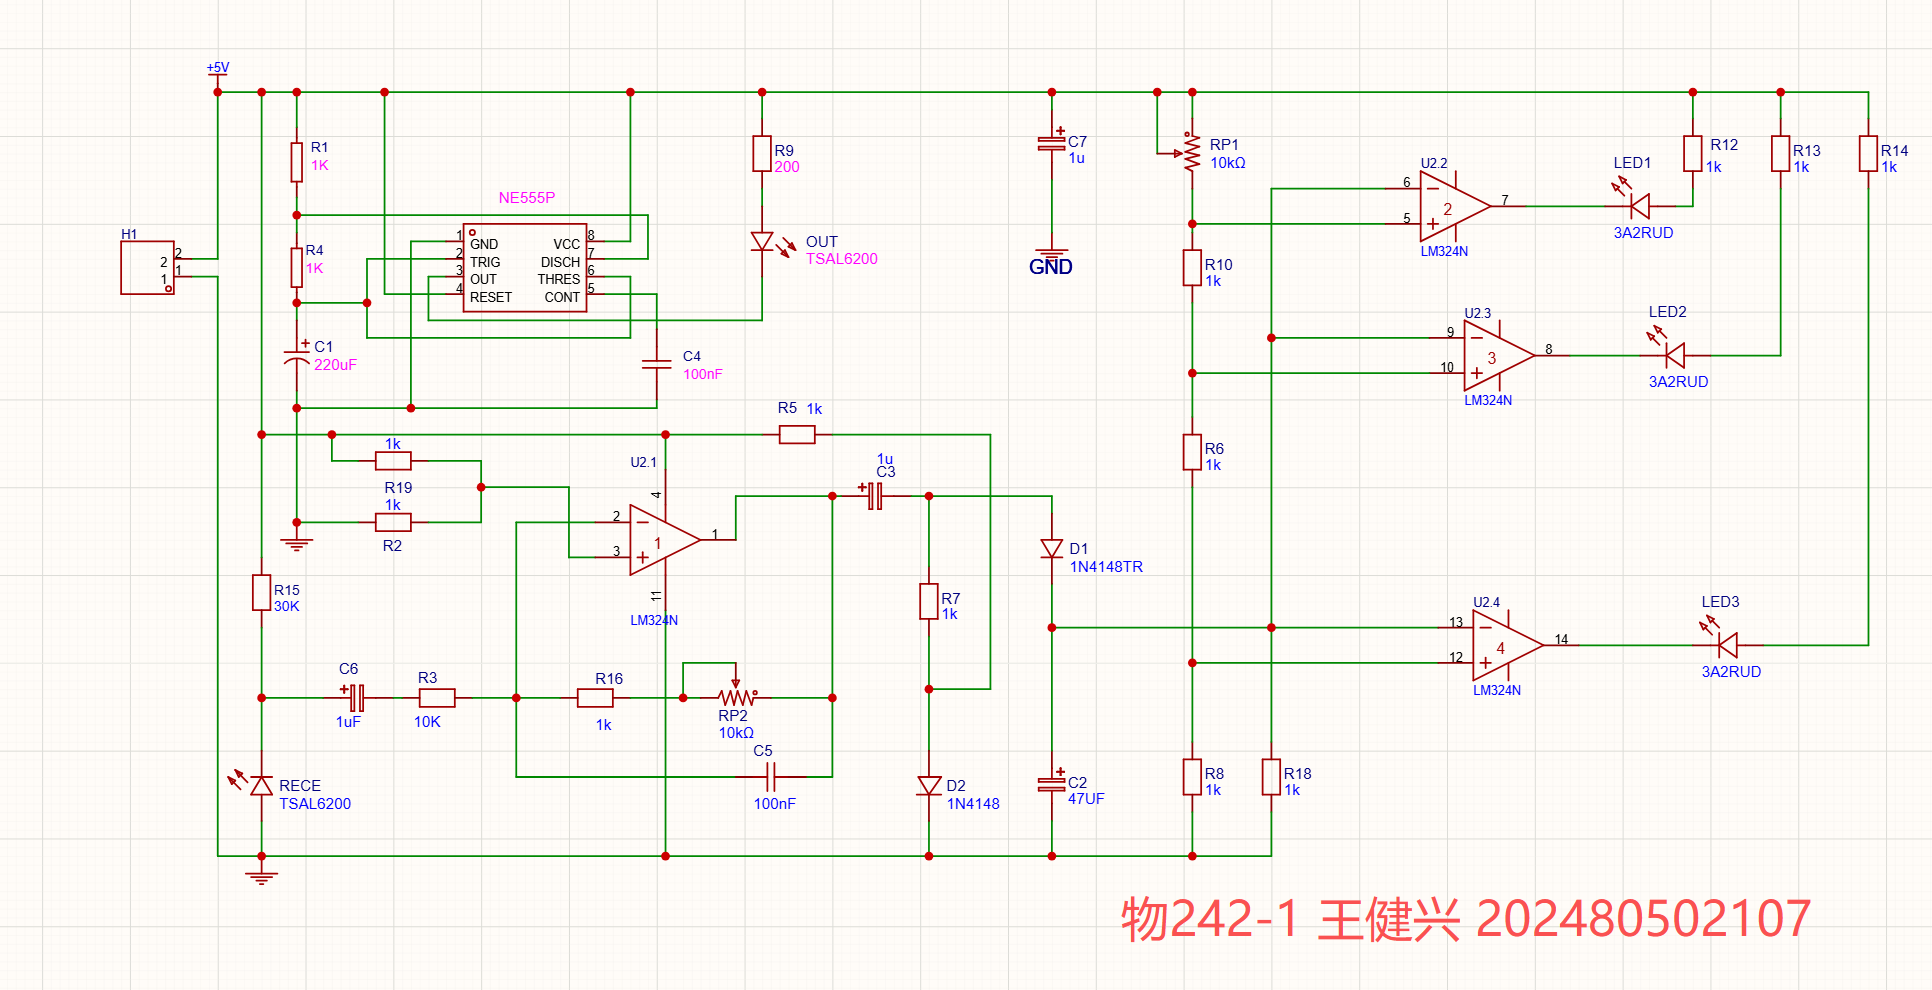 +5V
H1
2
2
1
1
R1
1K
R4
1K
C1
220uF
NE555P
1
2
3
4
GND
TRIG
OUT
RESET
VCC
DISCH
THRES
CONT
8
7
6
5
R9
200
OUT
TSAL6200
C4
100nF
C7
1u
GND
RP1
10kΩ
R10
1k
R6
1k
R8
1k
R18
1k
U2.2
6
5
2
7
LM324N
LED1
3A2RUD
R12
1k
R13
1k
R14
1k
U2.3
9
10
3
8
LM324N
LED2
3A2RUD
U2.4
13
12
4
14
LM324N
LED3
3A2RUD
R5 1k
1k
R19
1k
R2
U2.1
4
2
3
1
1
11
LM324N
1u
C3
D1
1N4148TR
R7
1k
R15
30K
C6
1uF
R3
10K
R16
1k
RP2
10kΩ
C5
100nF
RECE
TSAL6200
D2
1N4148
C2
47UF
物242-1 王健兴 202480502107